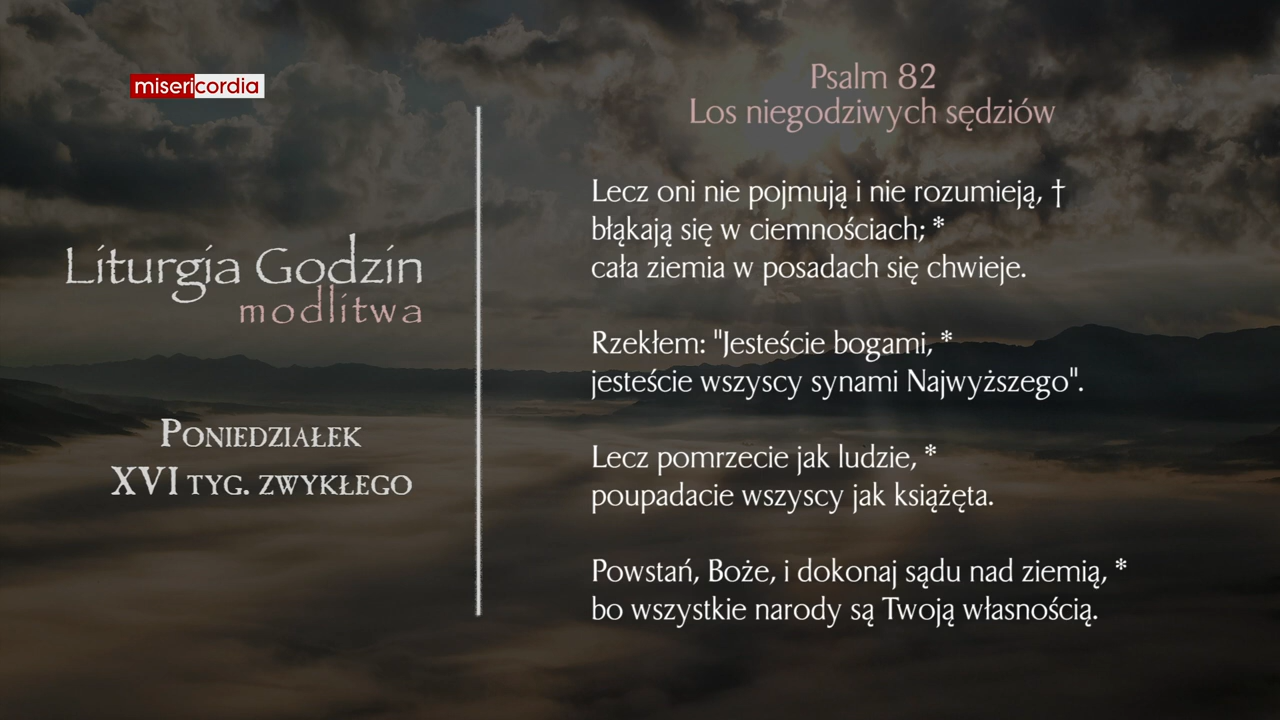 misericordia
Liturgia Godzin
modlitwa
Poniedziałek
XVI tyg. zwykłego
Psalm 82
Los niegodziwych sędziów
Lecz oni nie pojmują i nie rozumieją, †
błąkają się w ciemnościach; *
cała ziemia w posadach się chwieje.
Rzekłem: "Jesteście bogami, *
jesteście wszyscy synami Najwyższego".
Lecz pomrzecie jak ludzie, *
poupadacie wszyscy jak książęta.
Powstań, Boże, i dokonaj sądu nad ziemią, *
bo wszystkie narody są Twoją własnością.